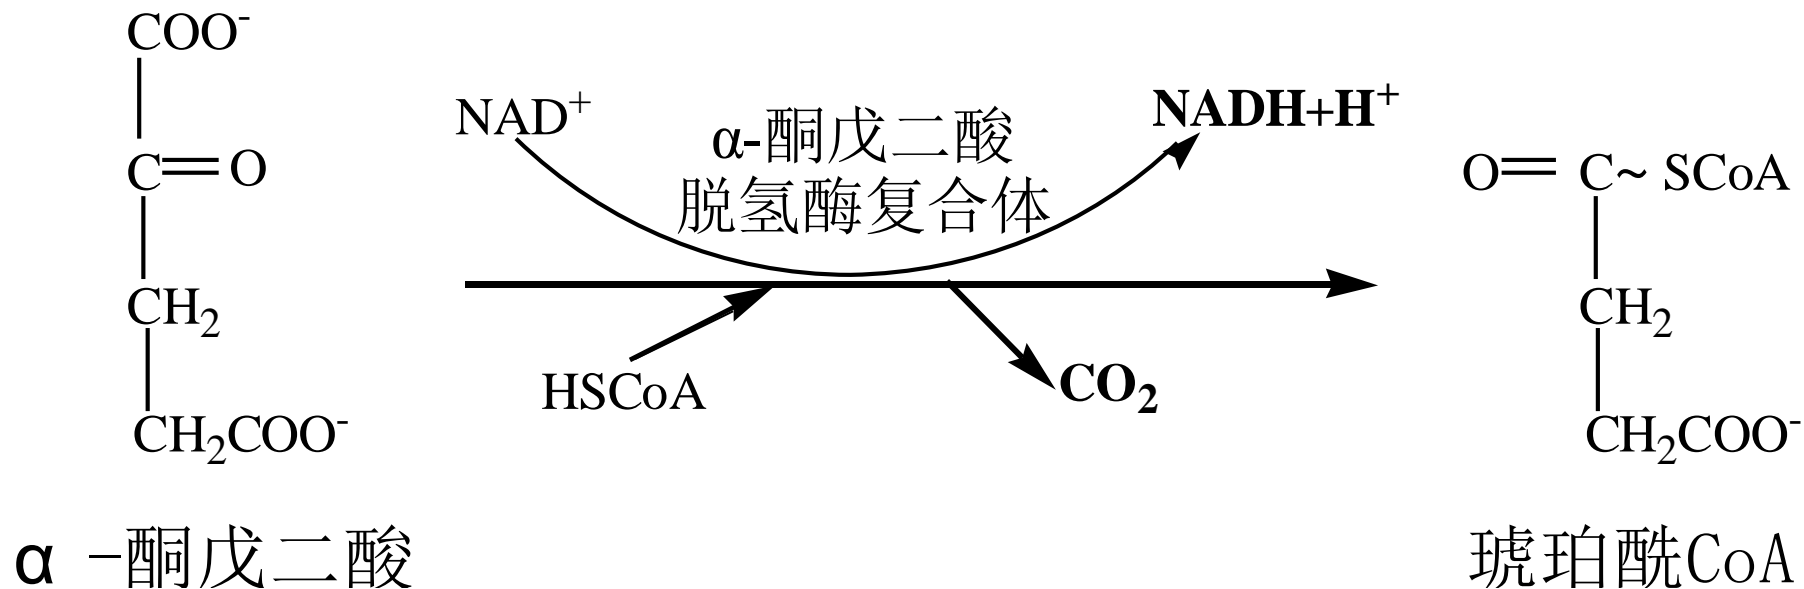 COO⁻
C=O
CH₂
CH₂COO⁻
α-酮戊二酸
NAD⁺
α-酮戊二酸
脱氢酶复合体
NADH+H⁺
HSCoA
CO₂
O=C~SCoA
CH₂
CH₂COO⁻
琥珀酰CoA